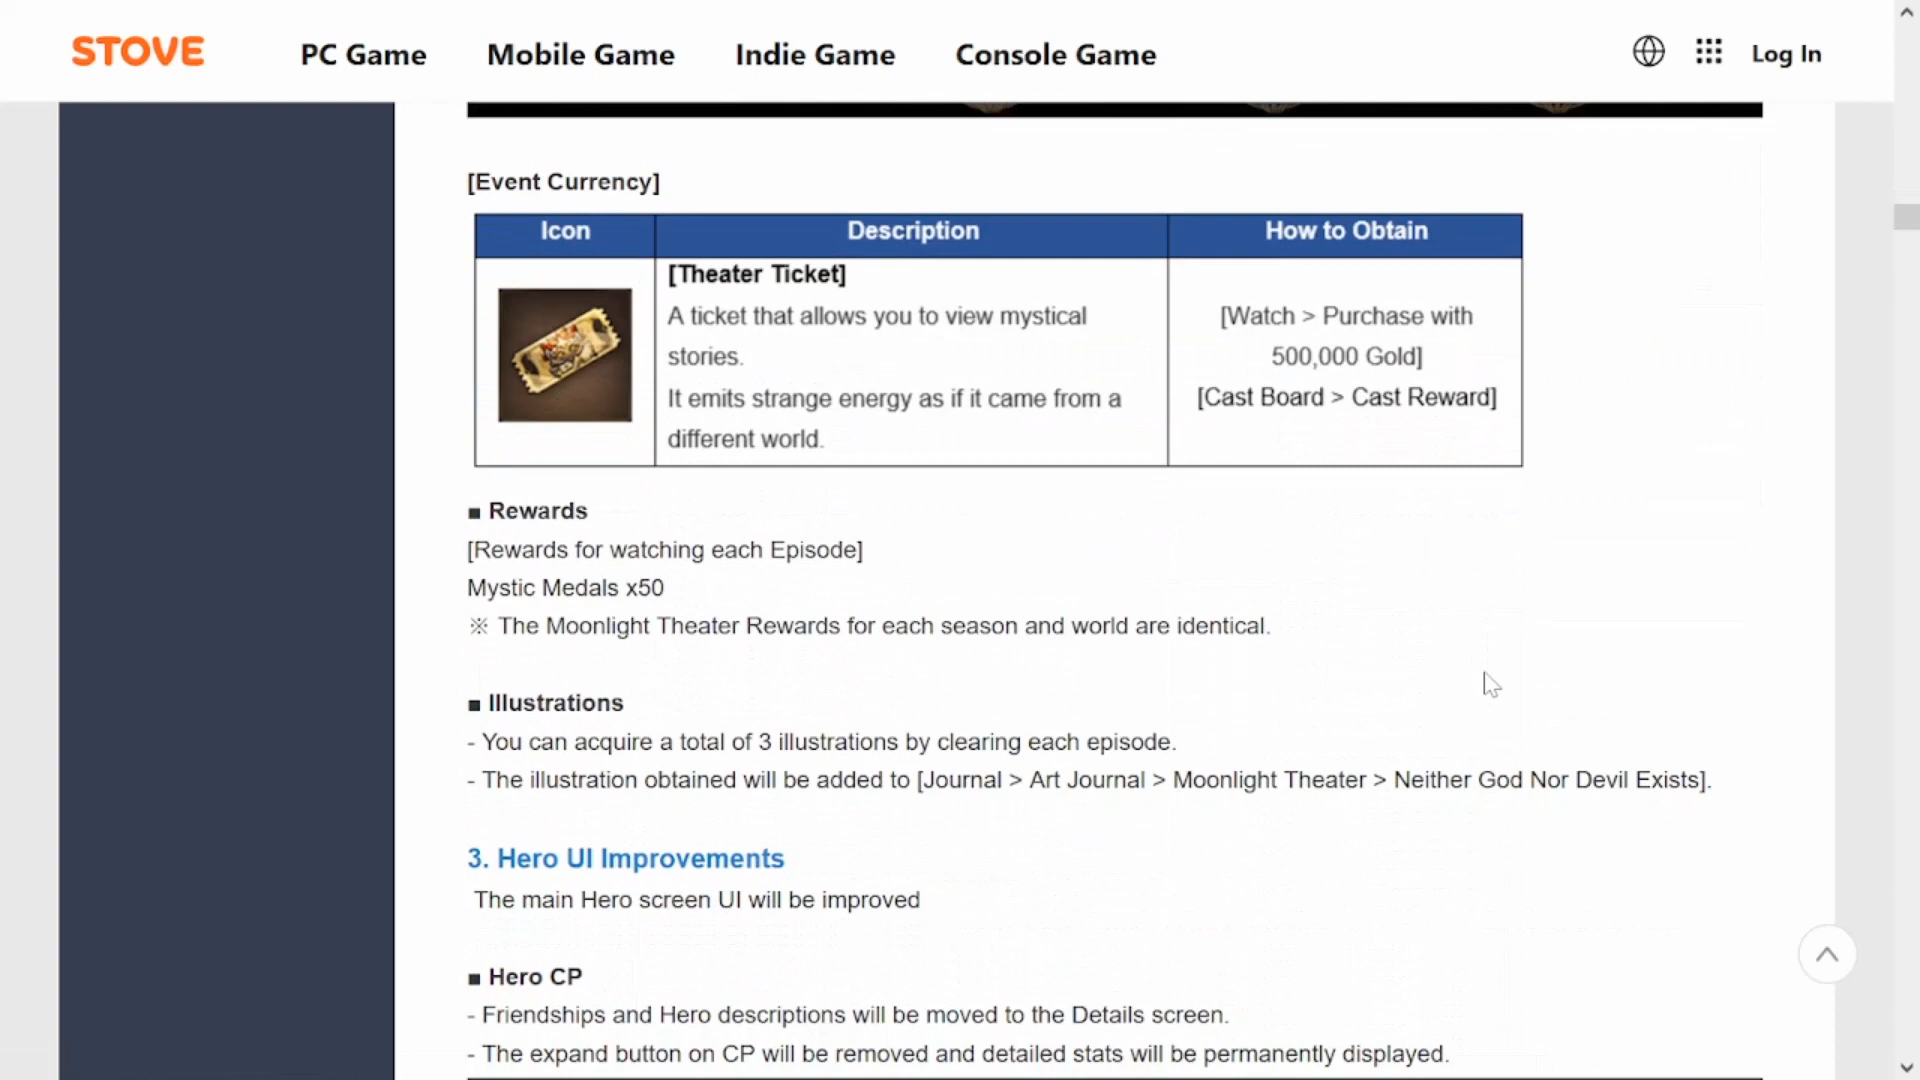 STOVE
PC Game
Mobile Game
Indie Game
Console Game
Log In
[Event Currency]
Icon
Description
How to Obtain
[Theater Ticket]
A ticket that allows you to view mystical
stories.
It emits strange energy as if it came from a
different world.
[Watch > Purchase with
500,000 Gold]
[Cast Board > Cast Reward]
■ Rewards
[Rewards for watching each Episode]
Mystic Medals x50
※ The Moonlight Theater Rewards for each season and world are identical.
■ Illustrations
- You can acquire a total of 3 illustrations by clearing each episode.
- The illustration obtained will be added to [Journal > Art Journal > Moonlight Theater > Neither God Nor Devil Exists].
3. Hero UI Improvements
The main Hero screen UI will be improved
■ Hero CP
- Friendships and Hero descriptions will be moved to the Details screen.
- The expand button on CP will be removed and detailed stats will be permanently displayed.